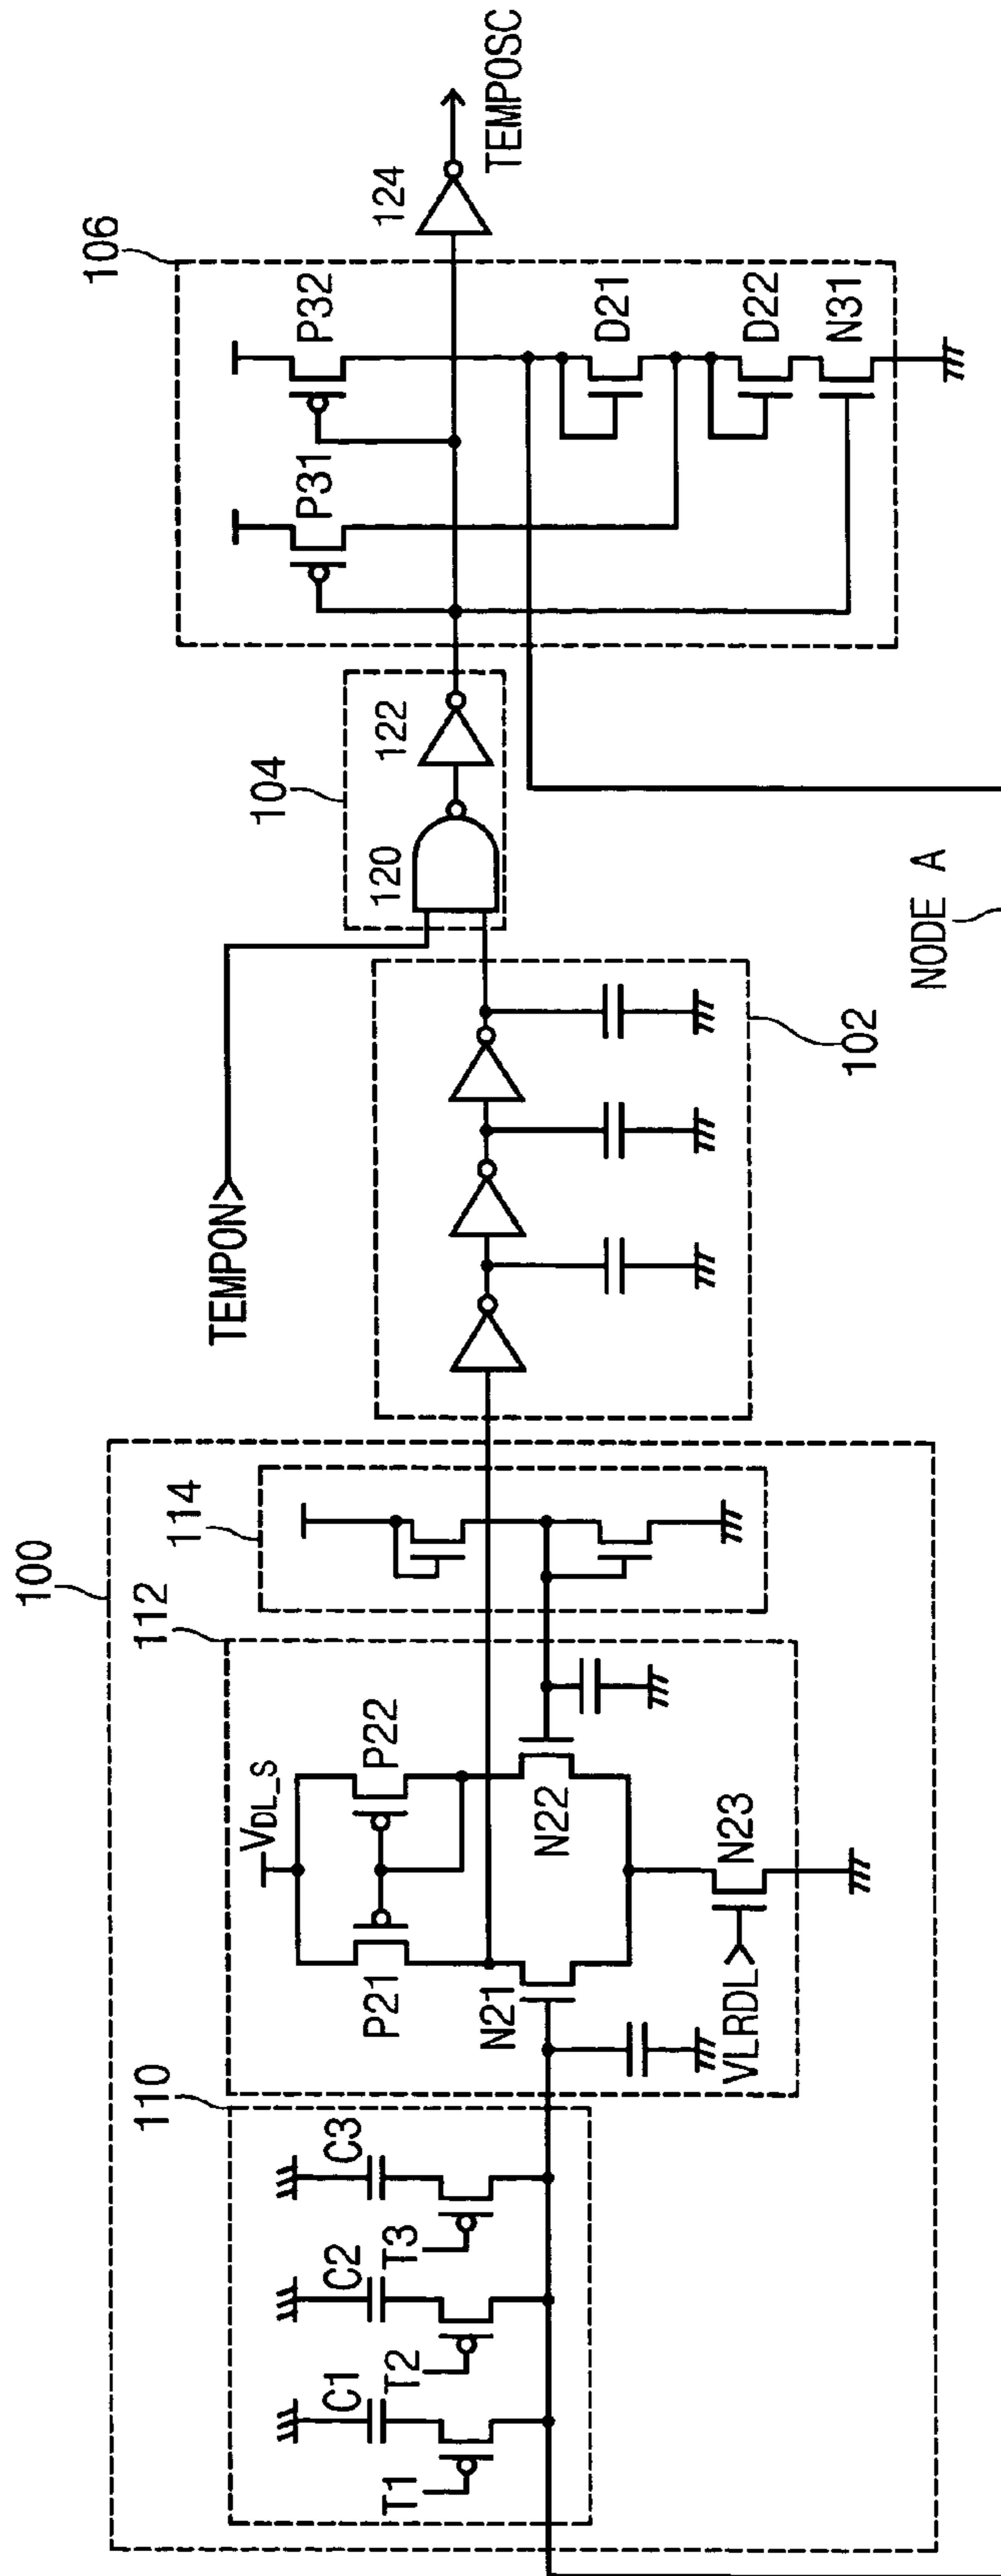 100
110
112
114
C1
C2
C3
T1
T2
T3
VDL_S
P21
P22
N21
N22
N23
VLRDL
102
TEMPON
104
120
122
106
P31
P32
D21
D22
N31
124
TEMPOSC
NODE A